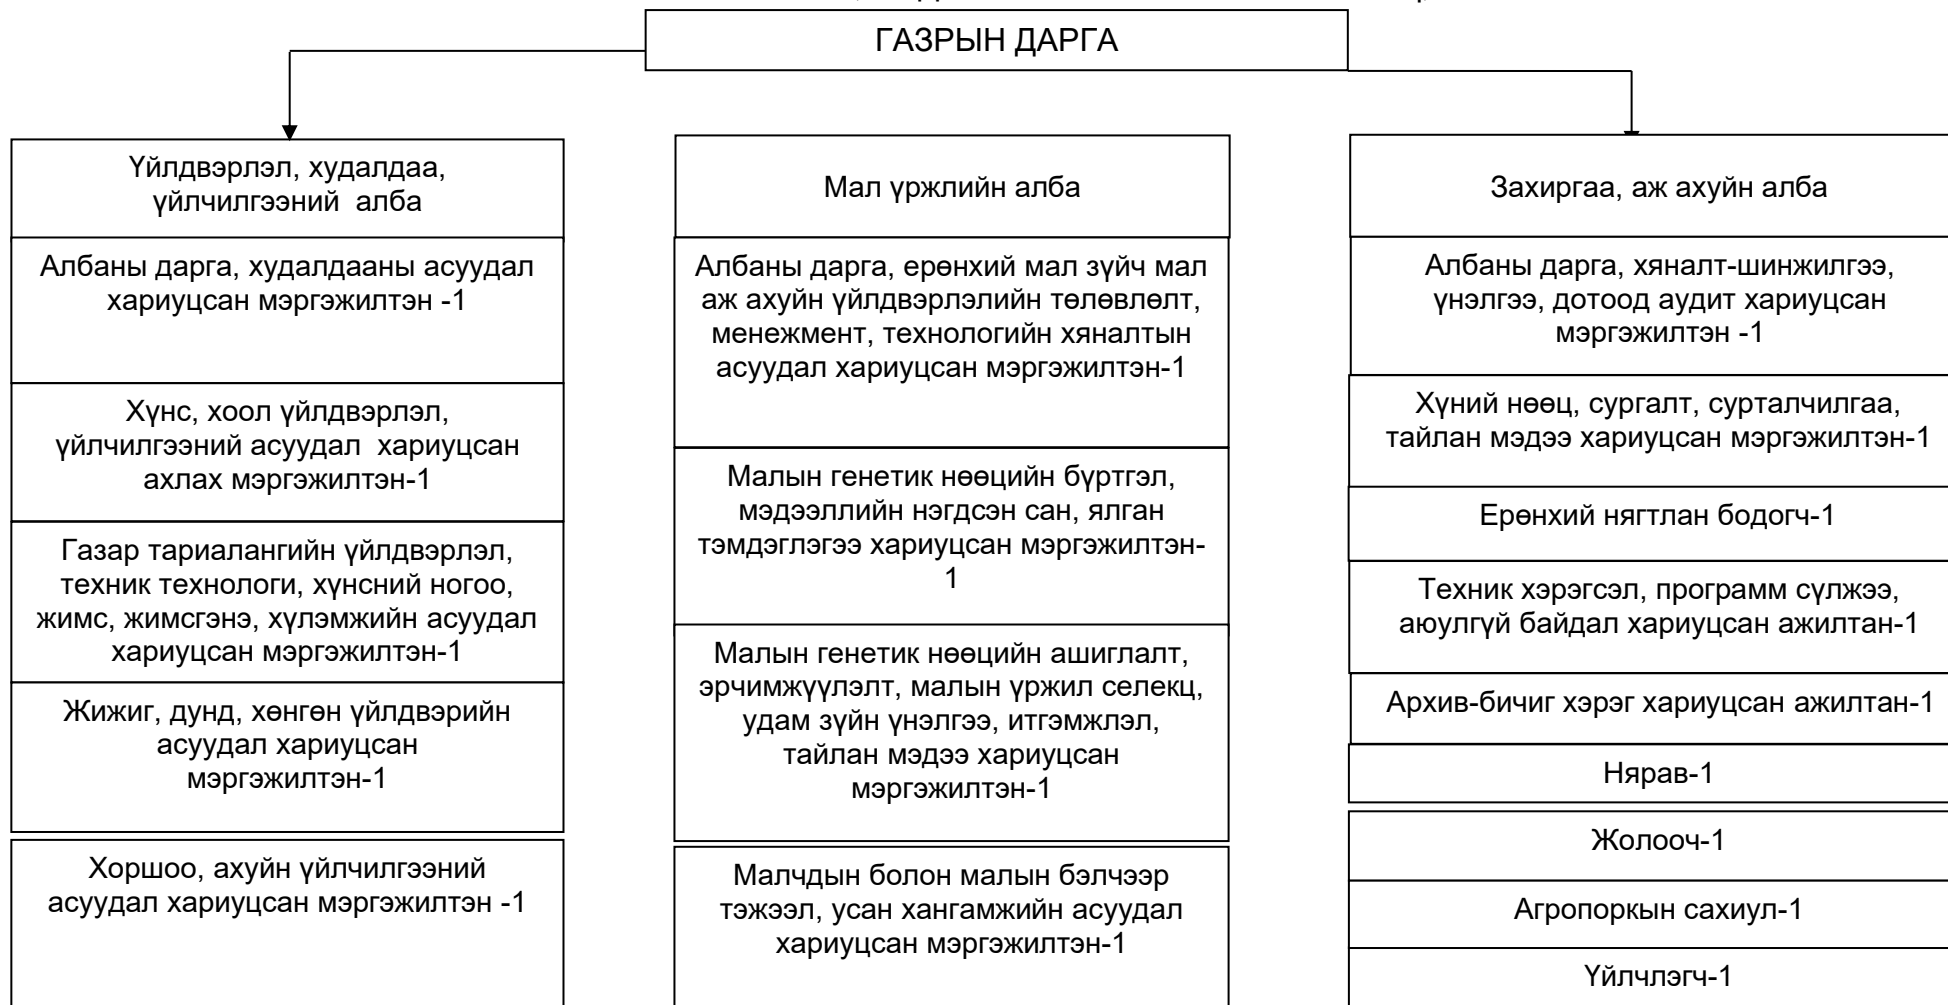 ГАЗРЫН ДАРГА
Үйлдвэрлэл, худалдаа,
үйлчилгээний алба
Албаны дарга, худалдааны асуудал
хариуцсан мэргэжилтэн -1
Хүнс, хоол үйлдвэрлэл,
үйлчилгээний асуудал хариуцсан
ахлах мэргэжилтэн-1
Газар тариалангийн үйлдвэрлэл,
техник технологи, хүнсний ногоо,
жимс, жимсгэнэ, хүлэмжийн асуудал
хариуцсан мэргэжилтэн-1
Жижиг, дунд, хөнгөн үйлдвэрийн
асуудал хариуцсан
мэргэжилтэн-1
Хоршоо, ахуйн үйлчилгээний
асуудал хариуцсан мэргэжилтэн -1
Мал үржлийн алба
Албаны дарга, ерөнхий мал зүйч мал
аж ахуйн үйлдвэрлэлийн төлөвлөлт,
менежмент, технологийн хяналтын
асуудал хариуцсан мэргэжилтэн-1
Малын генетик нөөцийн бүртгэл,
мэдээллийн нэгдсэн сан, ялган
тэмдэглэгээ хариуцсан мэргэжилтэн-
1
Малын генетик нөөцийн ашиглалт,
эрчимжүүлэлт, малын үржил селекц,
удам зүйн үнэлгээ, итгэмжлэл,
тайлан мэдээ хариуцсан
мэргэжилтэн-1
Малчдын болон малын бэлчээр
тэжээл, усан хангамжийн асуудал
хариуцсан мэргэжилтэн-1
Захиргаа, аж ахуйн алба
Албаны дарга, хяналт-шинжилгээ,
үнэлгээ, дотоод аудит хариуцсан
мэргэжилтэн -1
Хүний нөөц, сургалт, сурталчилгаа,
тайлан мэдээ хариуцсан мэргэжилтэн-1
Ерөнхий нягтлан бодогч-1
Техник хэрэгсэл, программ сүлжээ,
аюулгүй байдал хариуцсан ажилтан-1
Архив-бичиг хэрэг хариуцсан ажилтан-1
Нярав-1
Жолооч-1
Агропоркын сахиул-1
Үйлчлэгч-1